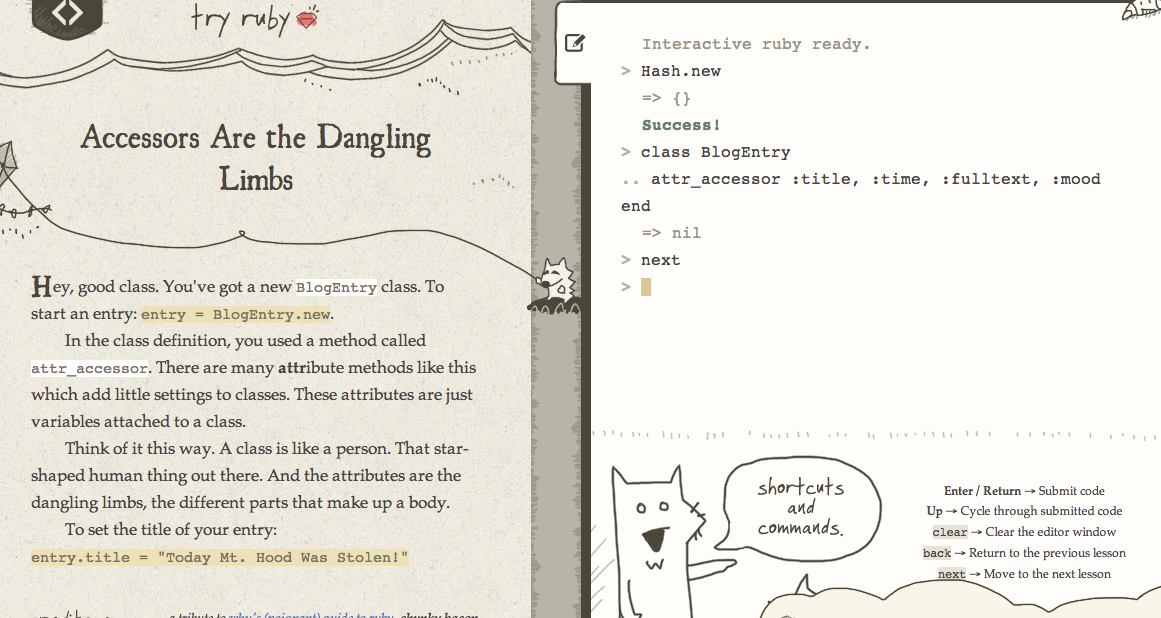 try ruby
Accessors Are the Dangling
Limbs
Hey, good class. You've got a new BlogEntry class. To
start an entry: entry = BlogEntry.new.
In the class definition, you used a method called
attr_accessor. There are many attribute methods like this
which add little settings to classes. These attributes are just
variables attached to a class.
Think of it this way. A class is like a person. That star-
shaped human thing out there. And the attributes are the
dangling limbs, the different parts that make up a body.
To set the title of your entry:
entry.title = "Today Mt. Hood Was Stolen!"
a tribute to why's (poignant) guide to ruby. chunky bacon
Interactive ruby ready.
> Hash.new
=> {}
Success!
> class BlogEntry
.. attr_accessor :title, :time, :fulltext, :mood
end
=> nil
> next
>
shortcuts
and
commands.
Enter / Return → Submit code
Up → Cycle through submitted code
clear → Clear the editor window
back → Return to the previous lesson
next → Move to the next lesson